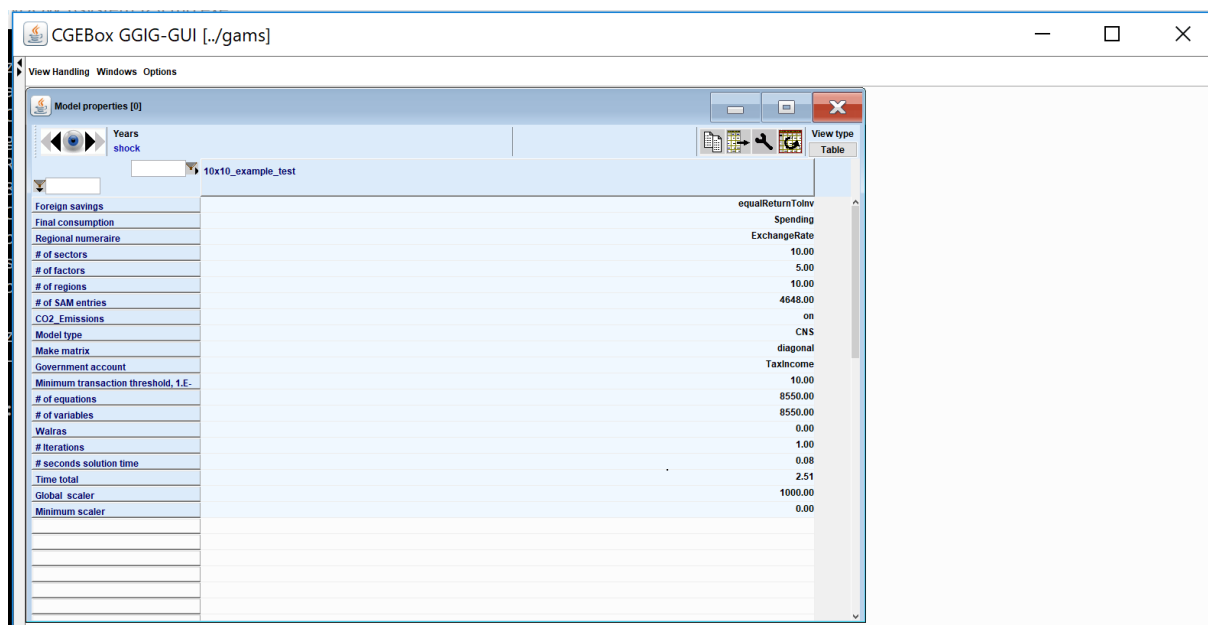 CGEBox GGIG-GUI [../gams]
View Handling Windows Options
Model properties [0]
Years
shock
View type
Table
10x10_example_test
Foreign savings equalReturnToInv
Final consumption Spending
Regional numeraire ExchangeRate
# of sectors 10.00
# of factors 5.00
# of regions 10.00
# of SAM entries 4648.00
CO2_Emissions on
Model type CNS
Make matrix diagonal
Government account TaxIncome
Minimum transaction threshold, 1.E- 10.00
# of equations 8550.00
# of variables 8550.00
Walras 0.00
# Iterations 1.00
# seconds solution time 0.08
Time total 2.51
Global scaler 1000.00
Minimum scaler 0.00